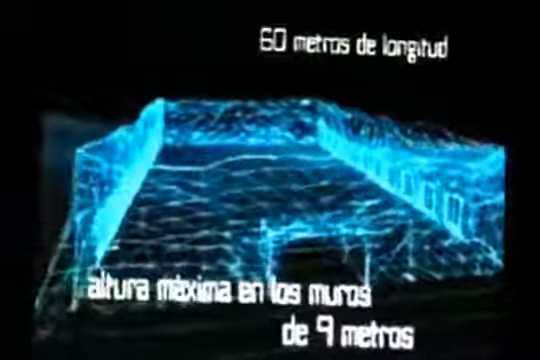 60 metros de longitud
altura máxima en los muros
de 9 metros